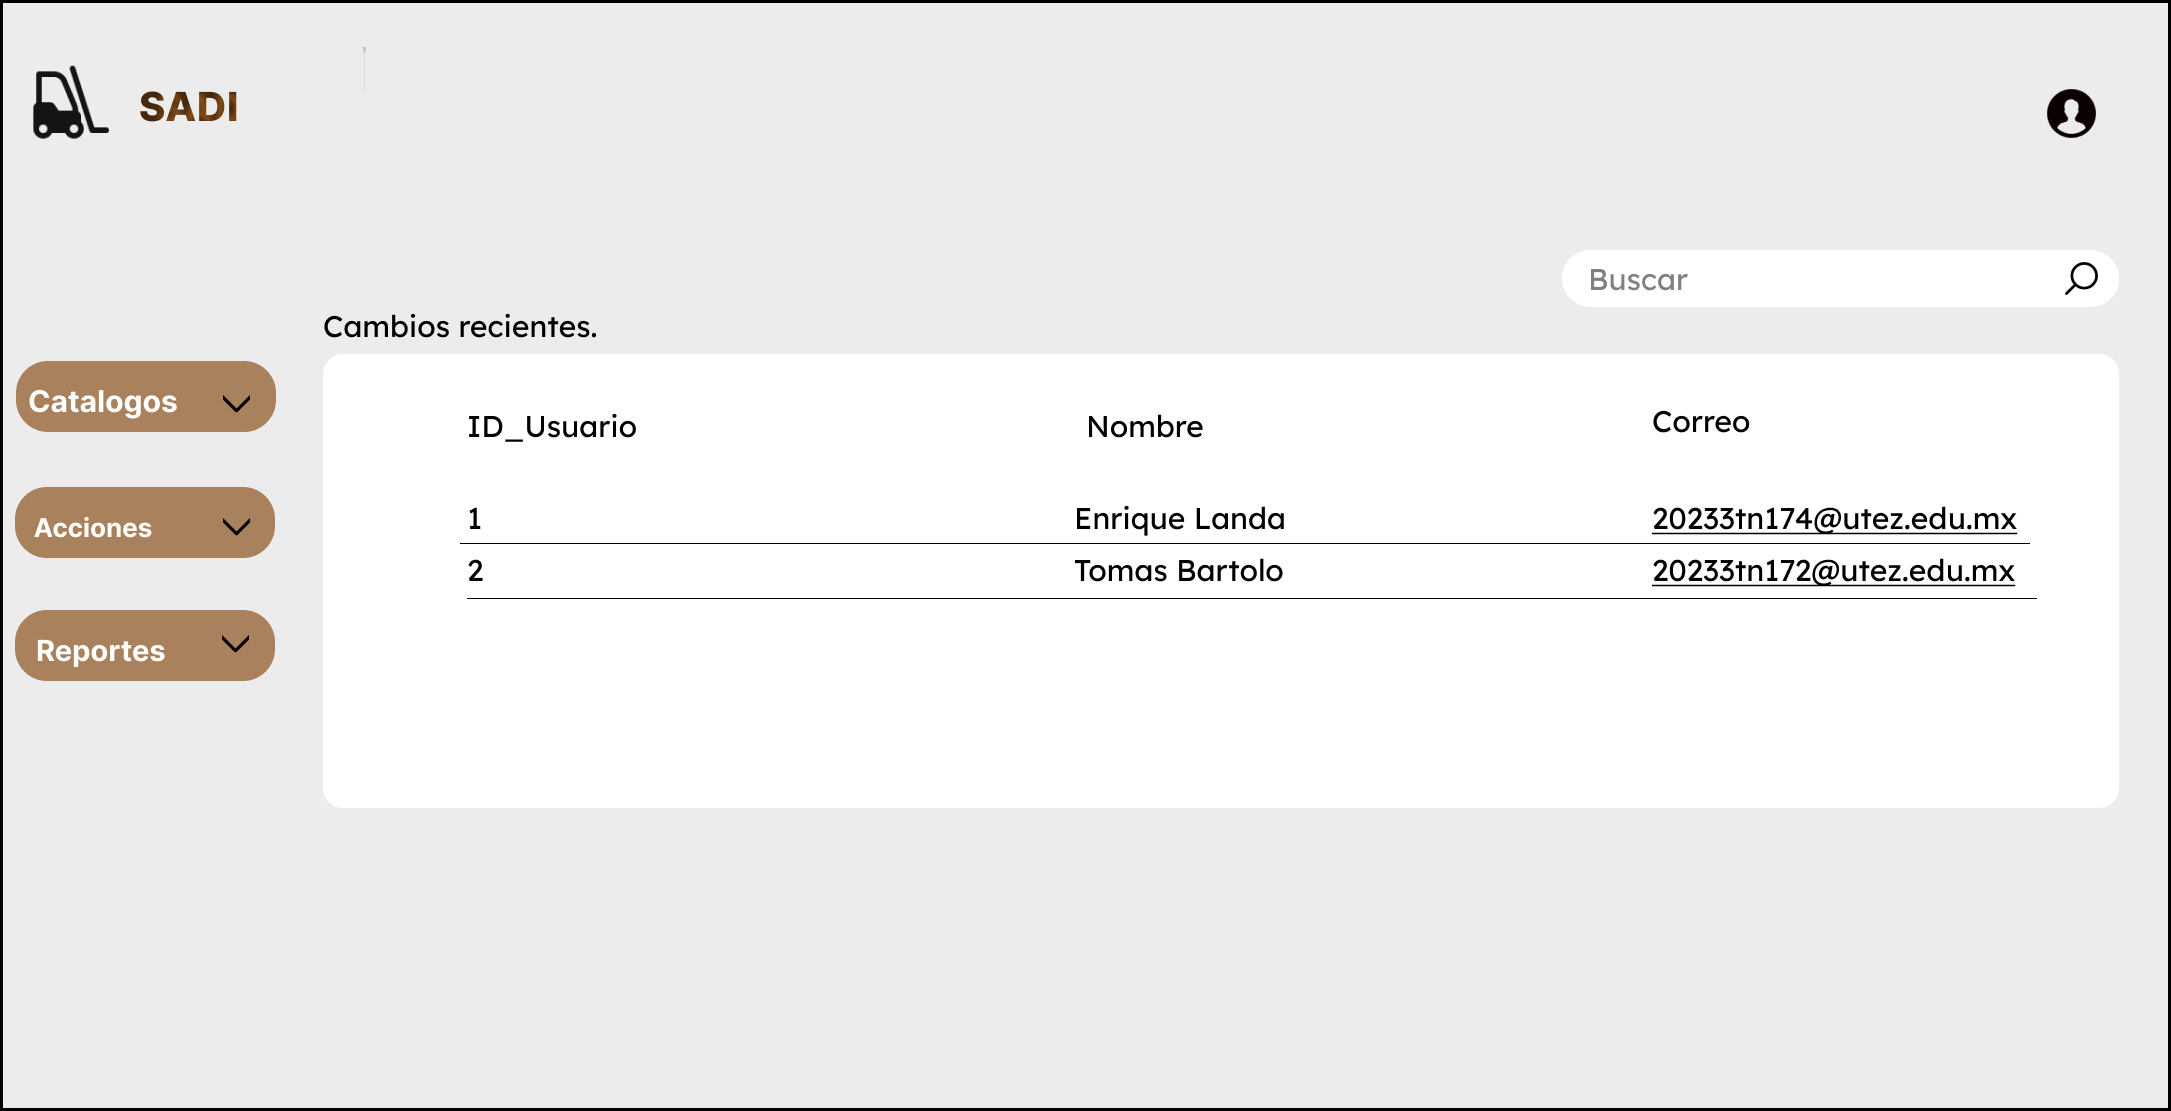 SADI
Buscar
Cambios recientes.
Catalogos
Acciones
Reportes
ID_Usuario Nombre Correo
1 Enrique Landa 20233tn174@utez.edu.mx
2 Tomas Bartolo 20233tn172@utez.edu.mx